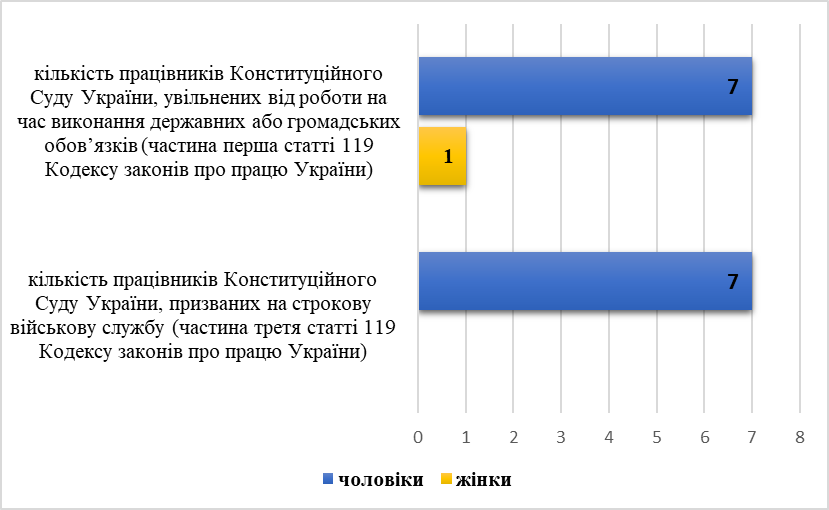 кількість працівників Конституційного
Суду України, увільнених від роботи на
час виконання державних або громадських
обов’язків (частина перша статті 119
Кодексу законів про працю України)
7
1
кількість працівників Конституційного
Суду України, призваних на строкову
військову службу (частина третя статті 119
Кодексу законів про працю України)
7
0 1 2 3 4 5 6 7 8
чоловіки жінки